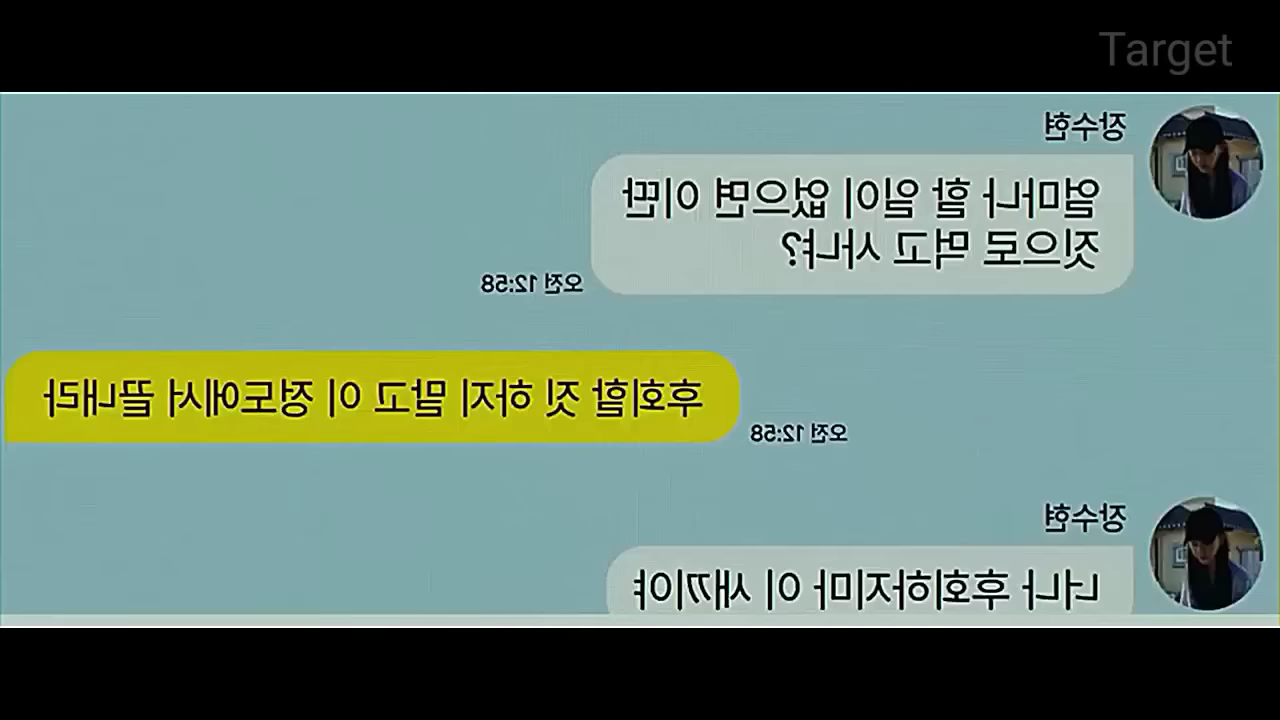 Target
장수현
얼마나 할 일이 없으면 이딴
짓으로 먹고 사냐?
오전 12:58
후회할 짓 하지 말고 이 정도에서 끝내라
오전 12:58
장수현
너나 후회하지마 이 새끼야